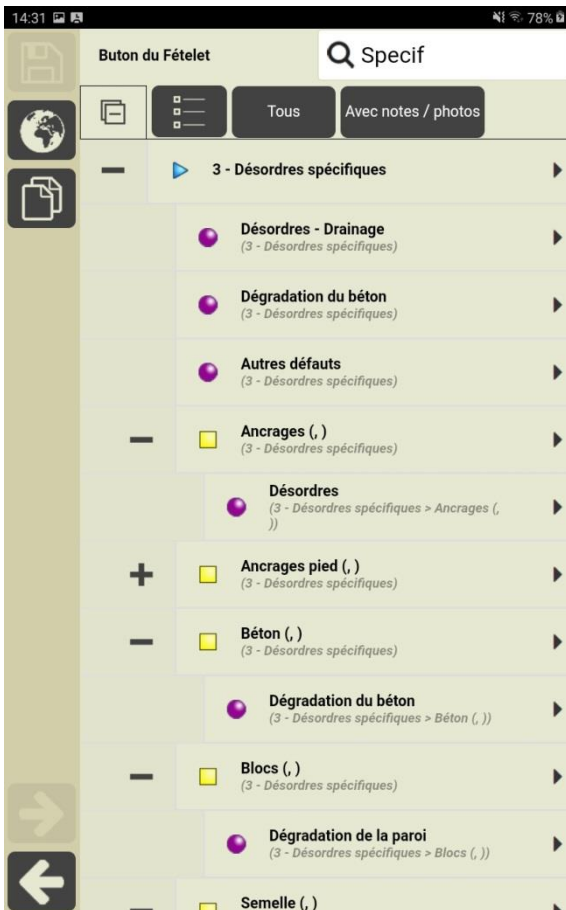 14:31
78%
Buton du Fételet
Specif
Tous
Avec notes / photos
3 - Désordres spécifiques
Désordres - Drainage
(3 - Désordres spécifiques)
Dégradation du béton
(3 - Désordres spécifiques)
Autres défauts
(3 - Désordres spécifiques)
Ancrages (, )
(3 - Désordres spécifiques)
Désordres
(3 - Désordres spécifiques > Ancrages (,
))
Ancrages pied (, )
(3 - Désordres spécifiques)
Béton (, )
(3 - Désordres spécifiques)
Dégradation du béton
(3 - Désordres spécifiques > Béton (, ))
Blocs (, )
(3 - Désordres spécifiques)
Dégradation de la paroi
(3 - Désordres spécifiques > Blocs (, ))
Semelle (, )